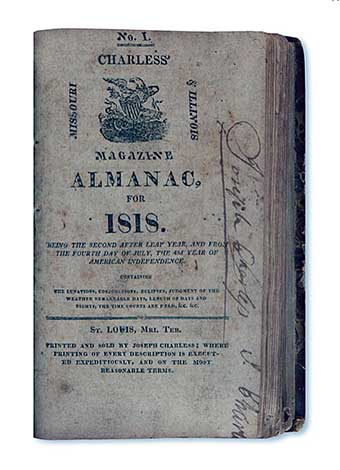 No. I.
CHARLESS'
MISSOURI
& ILLINOIS
MAGAZINE
ALMANAC,
FOR
1818.
BEING THE SECOND AFTER LEAP YEAR, AND FROM
THE FOURTH DAY OF JULY, THE 42d YEAR OF
AMERICAN INDEPENDENCE.
CONTAINING
THE LUNATIONS, CONJUNCTIONS, ECLIPSES, JUDGMENT OF THE
WEATHER REMARKABLE DAYS, LENGTH OF DAYS AND
NIGHTS, THE TIME COURTS ARE HELD, &C. &C.
ST. LOUIS, MRI. TER.
PRINTED AND SOLD BY JOSEPH CHARLESS; WHERE
PRINTING OF EVERY DESCRIPTION IS EXECUT-
ED EXPEDITIOUSLY, AND ON THE MOST
REASONABLE TERMS.
Joseph